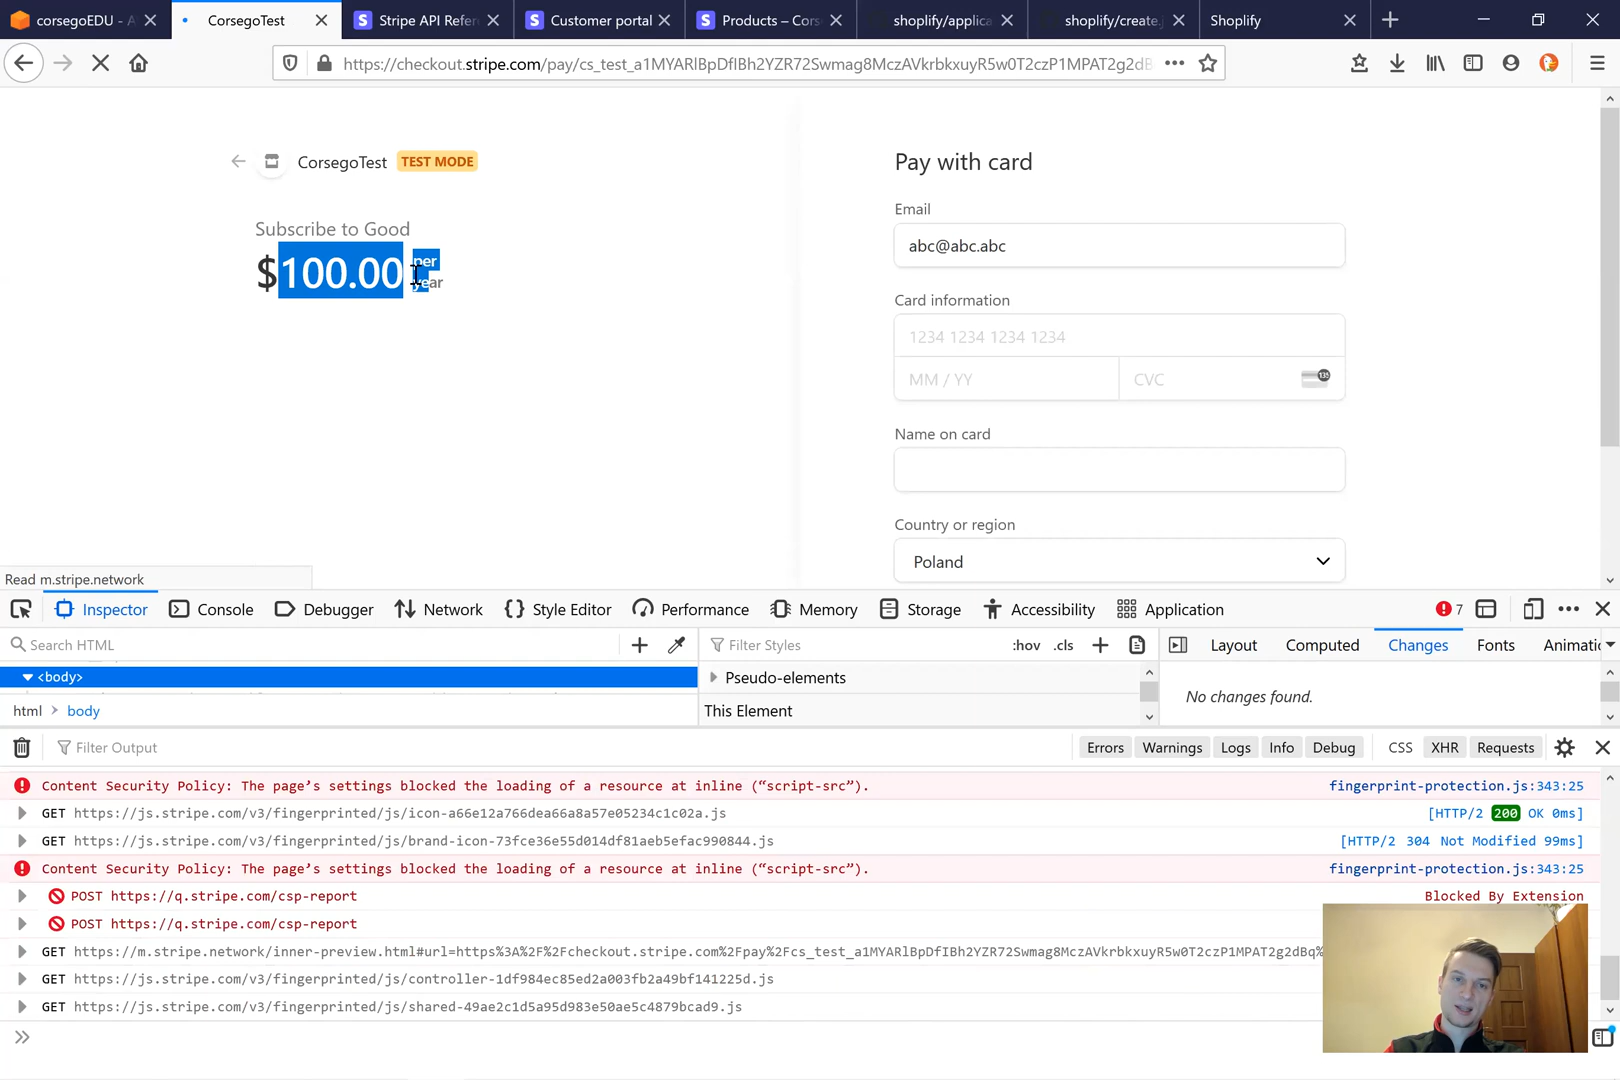 corsegoEDU - A
CorsegoTest
Stripe API Refer
Customer portal
Products – Cors
shoplify/applica
shoplify/create.j
Shoplify
https://checkout.stripe.com/pay/cs_test_a1MYARlBpDfIBh2YZR72Swmag8MczAVkrbkxuyR5w0T2czP1MPAT2g2dB
CorsegoTest
TEST MODE
Subscribe to Good
$100.00 per year
Pay with card
Email
abc@abc.abc
Card information
1234 1234 1234 1234
MM / YY
CVC
135
Name on card
Country or region
Poland
Read m.stripe.network
Inspector
Console
Debugger
Network
Style Editor
Performance
Memory
Storage
Accessibility
Application
7
Search HTML
Filter Styles
:hov
.cls
Layout
Computed
Changes
Fonts
Animatic
<body>
Pseudo-elements
No changes found.
html
body
This Element
Filter Output
Errors
Warnings
Logs
Info
Debug
CSS
XHR
Requests
Content Security Policy: The page’s settings blocked the loading of a resource at inline (“script-src”). fingerprint-protection.js:343:25
GET https://js.stripe.com/v3/fingerprinted/js/icon-a66e12a766dea66a8a57e05234c1c02a.js [HTTP/2 200 OK 0ms]
GET https://js.stripe.com/v3/fingerprinted/js/brand-icon-73fce36e55d014df81aeb5efac990844.js [HTTP/2 304 Not Modified 99ms]
Content Security Policy: The page’s settings blocked the loading of a resource at inline (“script-src”). fingerprint-protection.js:343:25
POST https://q.stripe.com/csp-report Blocked By Extension
POST https://q.stripe.com/csp-report
GET https://m.stripe.network/inner-preview.html#url=https%3A%2F%2Fcheckout.stripe.com%2Fpay%2Fcs_test_a1MYARlBpDfIBh2YZR72Swmag8MczAVkrbkxuyR5w0T2czP1MPAT2g2dBq%
GET https://js.stripe.com/v3/fingerprinted/js/controller-1df984ec85ed2a003fb2a49bf141225d.js
GET https://js.stripe.com/v3/fingerprinted/js/shared-49ae2c1d5a95d983e50ae5c4879bcad9.js